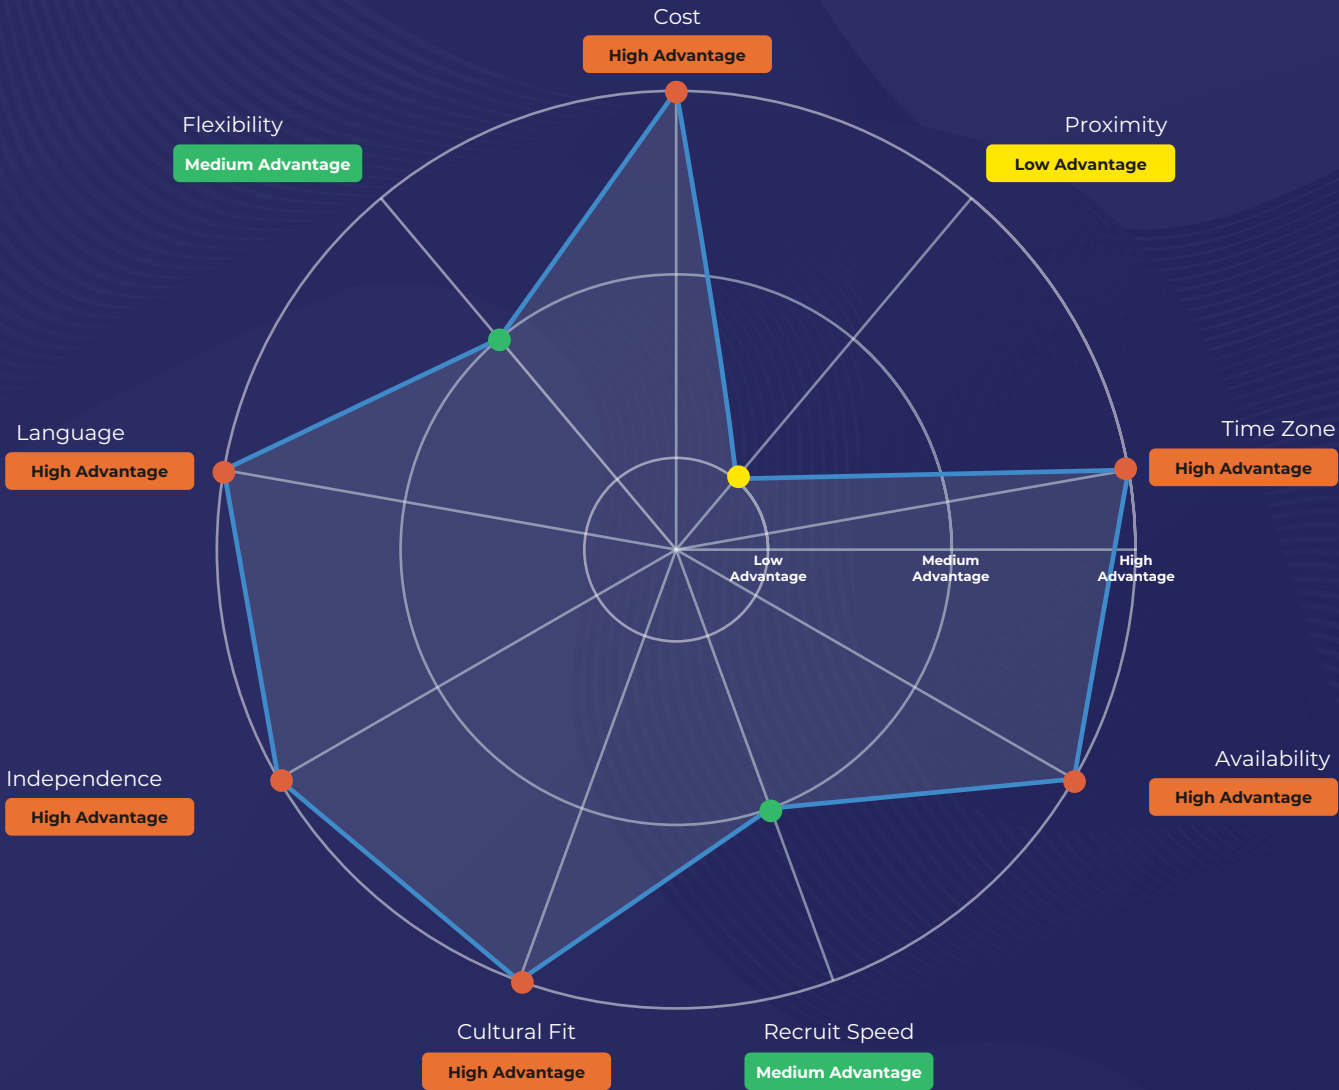 Cost
High Advantage
Flexibility
Medium Advantage
Proximity
Low Advantage
Language
High Advantage
Time Zone
High Advantage
Low
Advantage
Medium
Advantage
High
Advantage
Independence
High Advantage
Availability
High Advantage
Cultural Fit
High Advantage
Recruit Speed
Medium Advantage